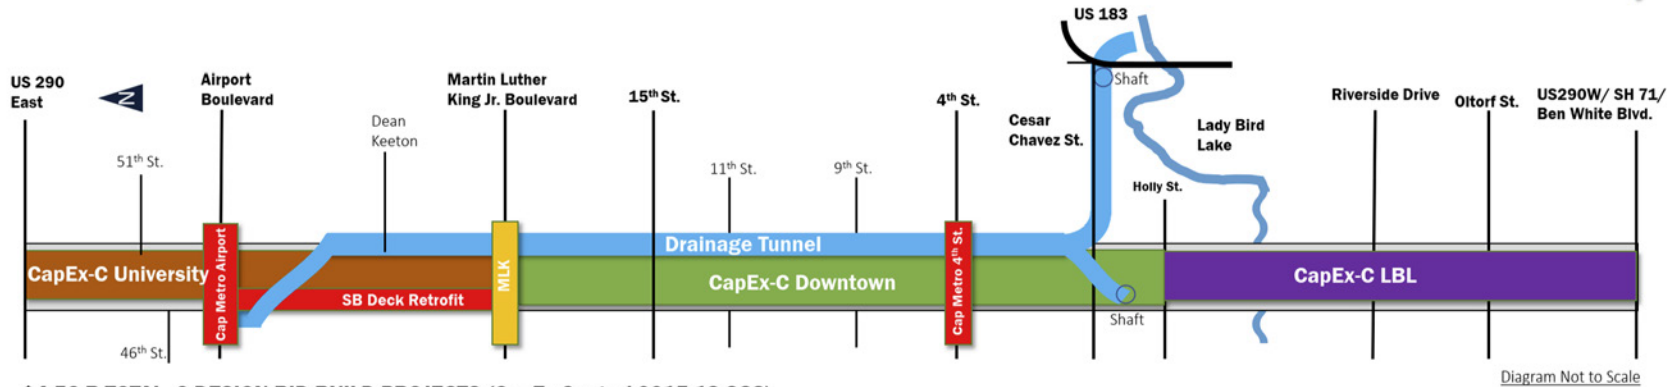 US 183
US 290
East
N
Airport
Boulevard
Martin Luther
King Jr. Boulevard
15th St.
4th St.
Shaft
Riverside Drive
Oltorf St.
US290W/ SH 71/
Ben White Blvd.
Dean
Keeton
Cesar
Chavez St.
Lady Bird
Lake
51th St.
11th St.
9th St.
Holly St.
CapEx-C University
Cap Metro Airport
SB Deck Retrofit
MLK
Drainage Tunnel
CapEx-C Downtown
Cap Metro 4th St.
CapEx-C LBL
Shaft
46th St.
Diagram Not to Scale